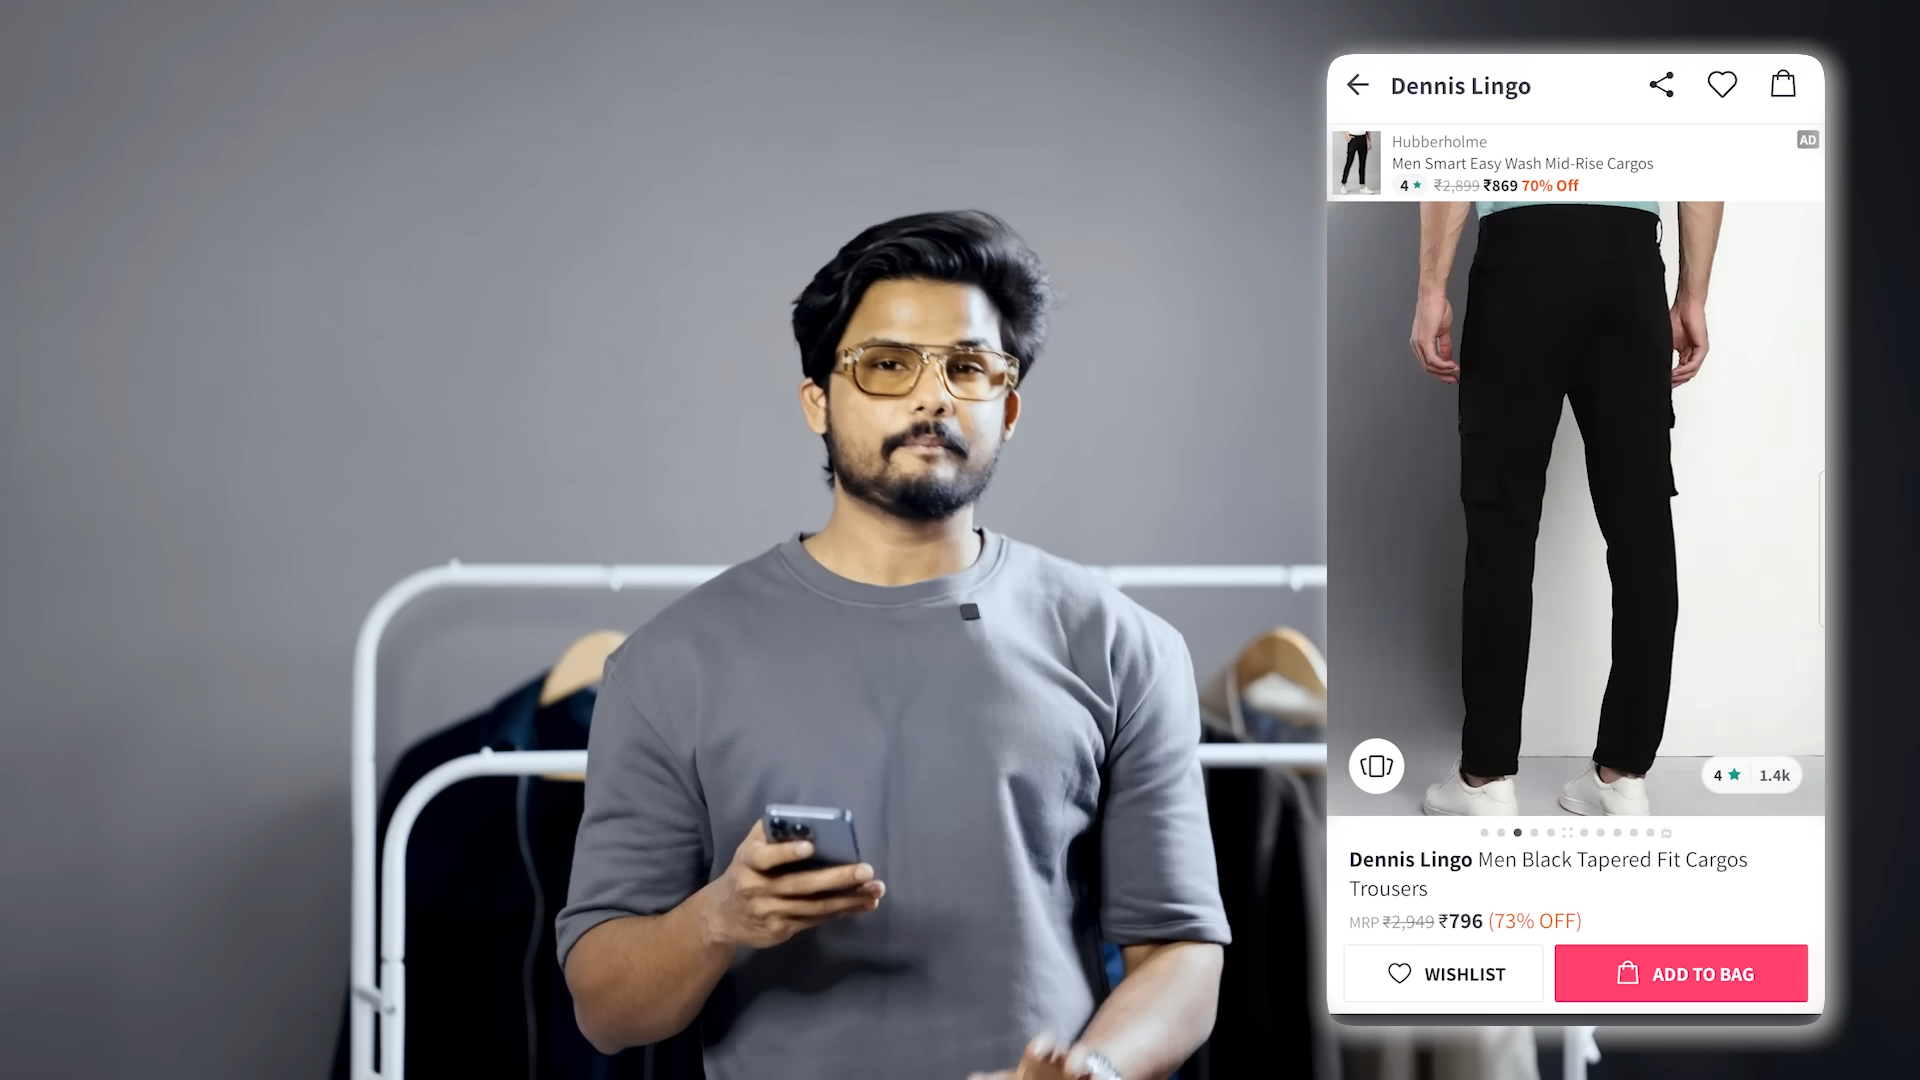 Dennis Lingo
Hubberholme
AD
Men Smart Easy Wash Mid-Rise Cargos
4 ★ ₹2,899 ₹869 70% Off
4 ★ 1.4k
Dennis Lingo Men Black Tapered Fit Cargos
Trousers
MRP ₹2,949 ₹796 (73% OFF)
WISHLIST
ADD TO BAG